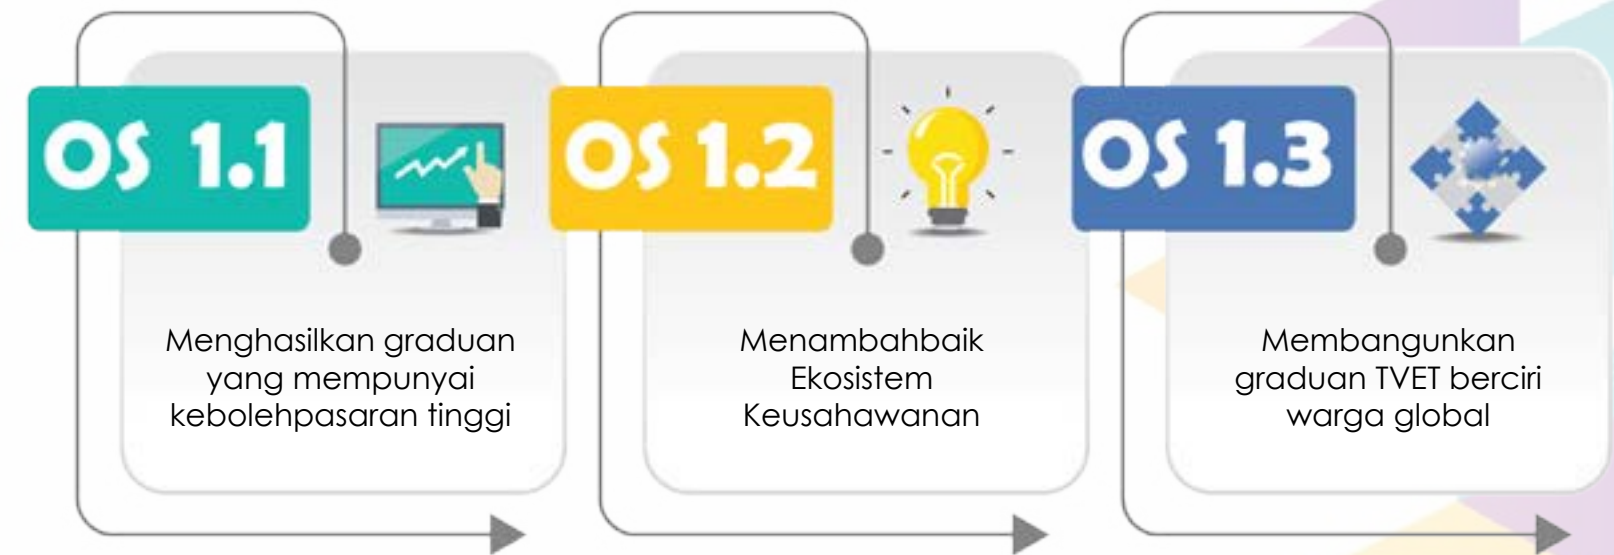 OS 1.1
Menghasilkan graduan
yang mempunyai
kebolehpasaran tinggi
OS 1.2
Menambahbaik
Ekosistem
Keusahawanan
OS 1.3
Membangunkan
graduan TVET berciri
warga global